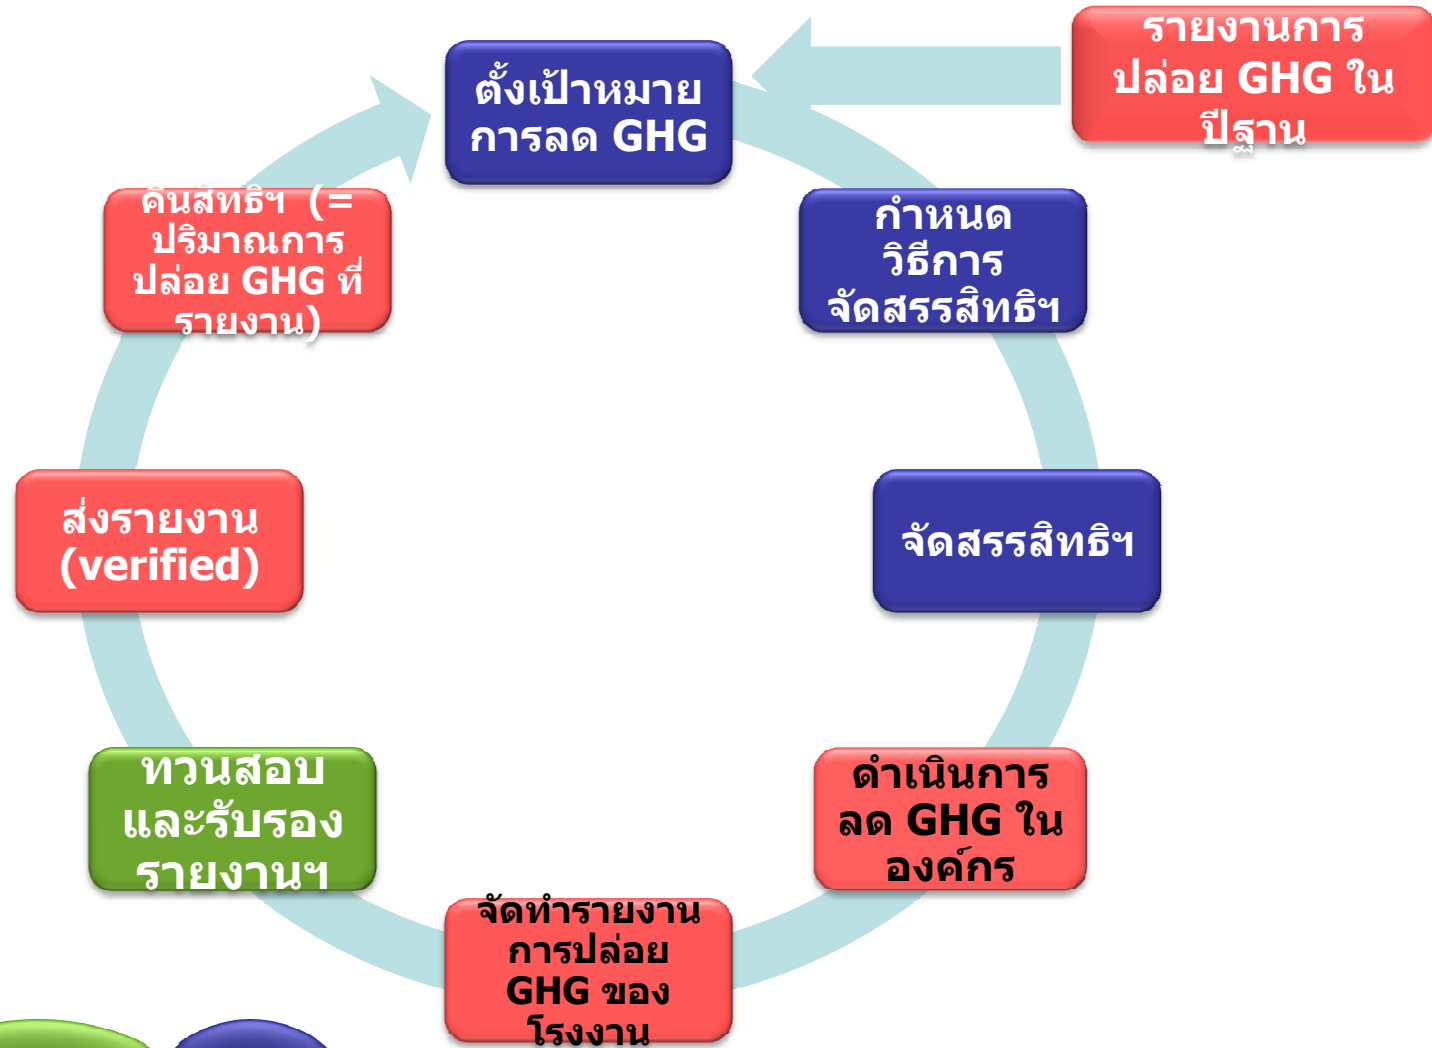 รายงานการ
ปล่อย GHG ใน
ปีฐาน
ตั้งเป้าหมาย
การลด GHG
กำหนด
วิธีการ
จัดสรรสิทธิฯ
จัดสรรสิทธิฯ
ดำเนินการ
ลด GHG ใน
องค์กร
จัดทำรายงาน
การปล่อย
GHG ของ
โรงงาน
ทวนสอบ
และรับรอง
รายงานฯ
ส่งรายงาน
(verified)
คืนสิทธิฯ (=
ปริมาณการ
ปล่อย GHG ที่
รายงาน)